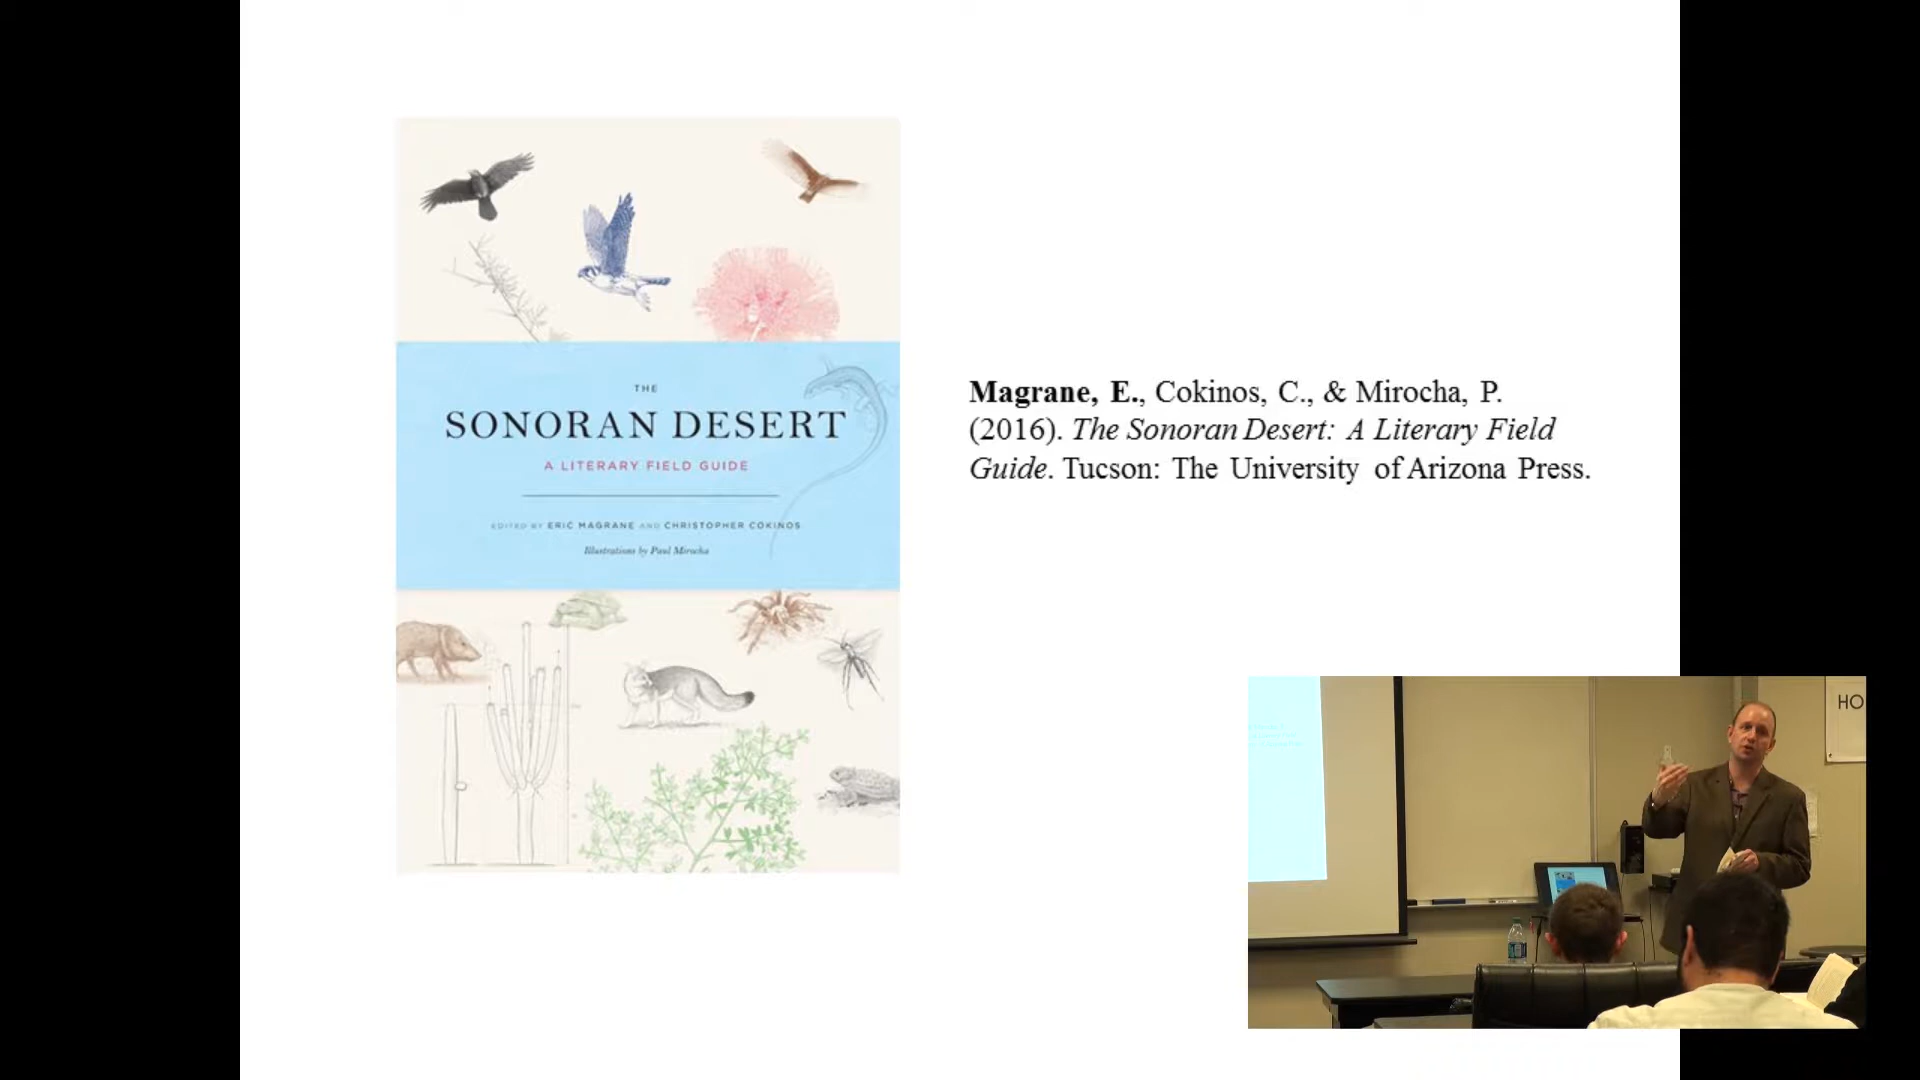 THE
SONORAN DESERT
A LITERARY FIELD GUIDE
EDITED BY ERIC MAGRANE AND CHRISTOPHER COKINOS
Illustrations by Paul Mirocha
Magrane, E., Cokinos, C., & Mirocha, P.
(2016). The Sonoran Desert: A Literary Field
Guide. Tucson: The University of Arizona Press.
HO